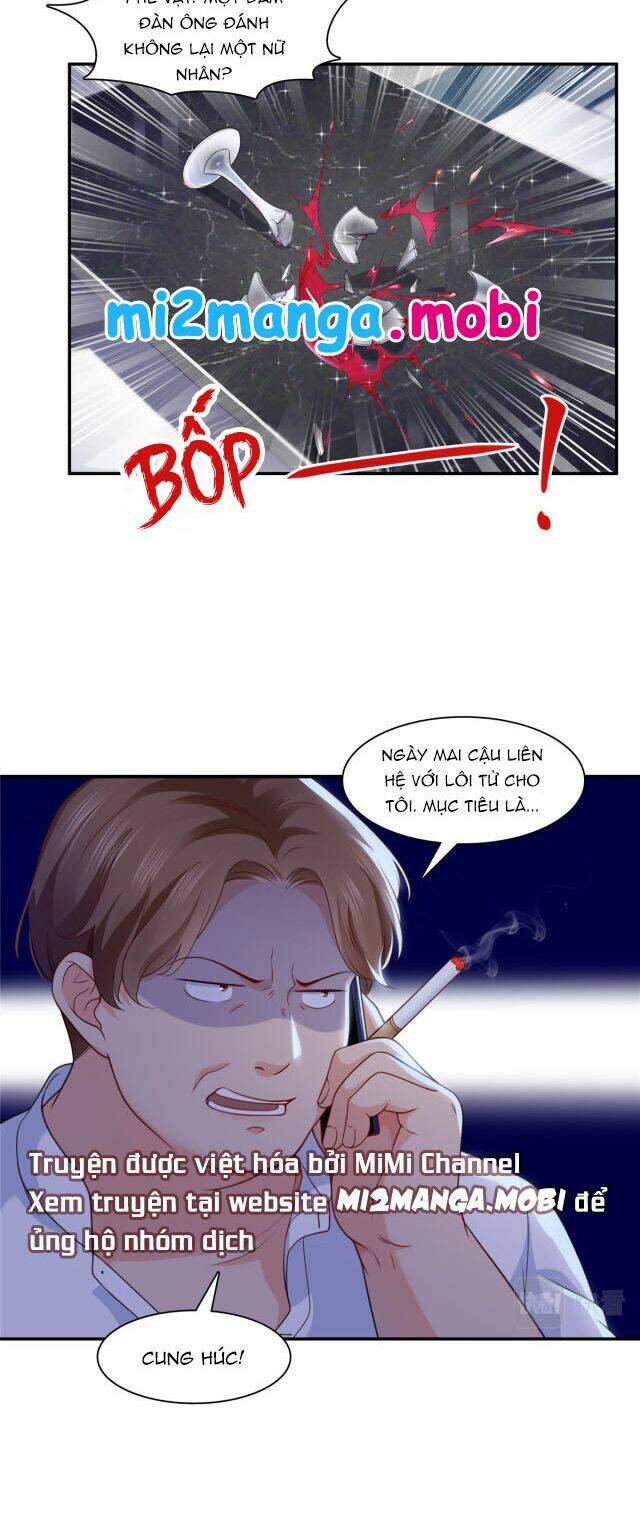 ĐÀN ÔNG ĐÁNH
KHÔNG LẠI MỘT NỮ
NHÂN?
mi2manga.mobi
BỐP!
NGÀY MAI CẬU LIÊN
HỆ VỚI LÔI TỬ CHO
TÔI. MỤC TIÊU LÀ...
Truyện được việt hóa bởi MiMi Channel
Xem truyện tại website MI2MANGA.MOBI để
ủng hộ nhóm dịch
CUNG HÚC!